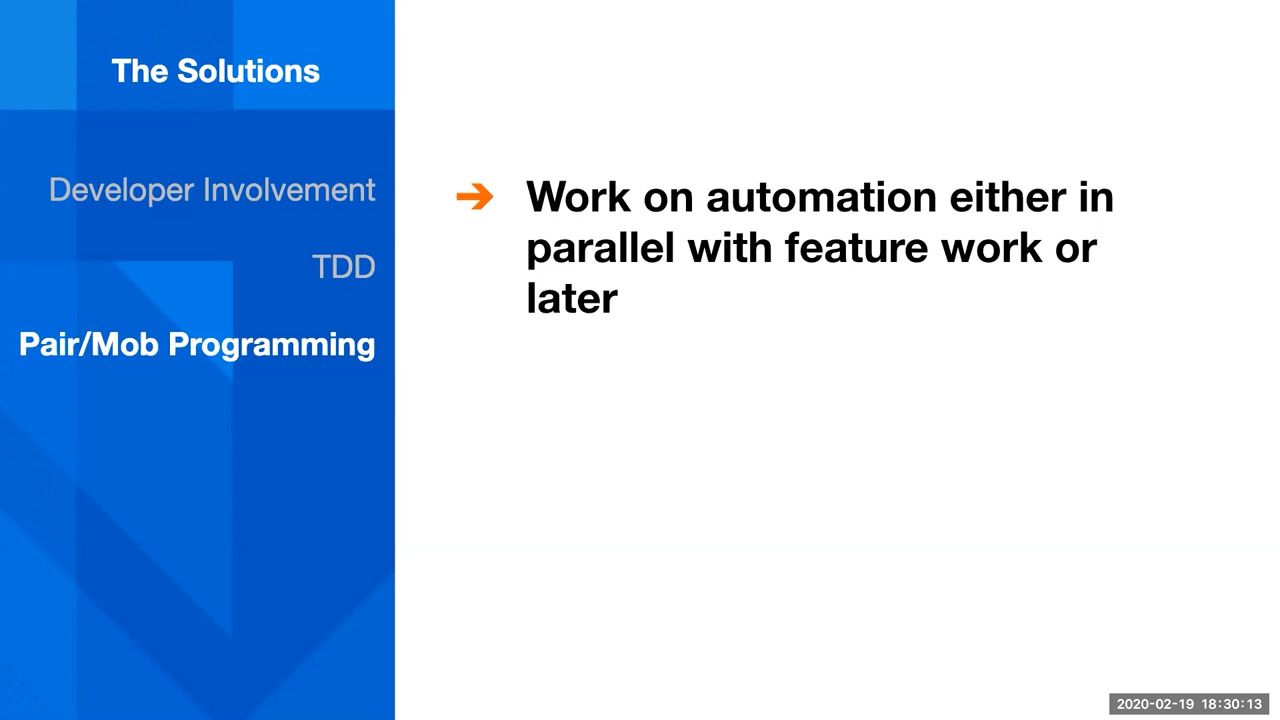 The Solutions
Developer Involvement
TDD
Pair/Mob Programming
➔ Work on automation either in
parallel with feature work or
later
2020-02-19 18:30:13